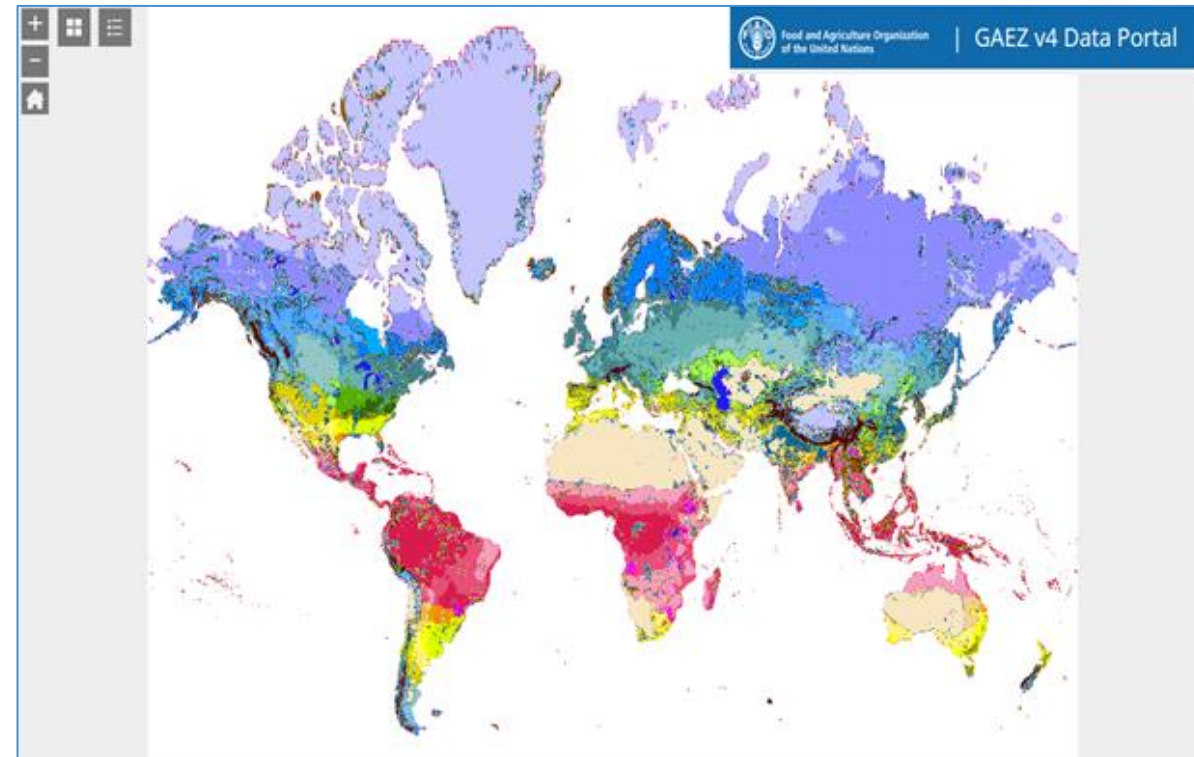 Food and Agriculture Organization
of the United Nations
| GAEZ v4 Data Portal